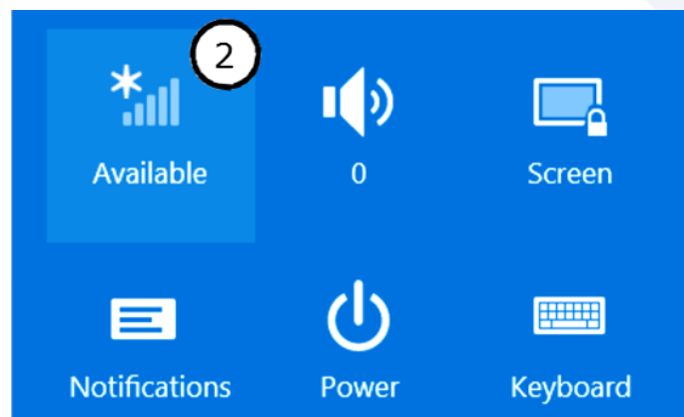 2
Available
0
Screen
Notifications
Power
Keyboard